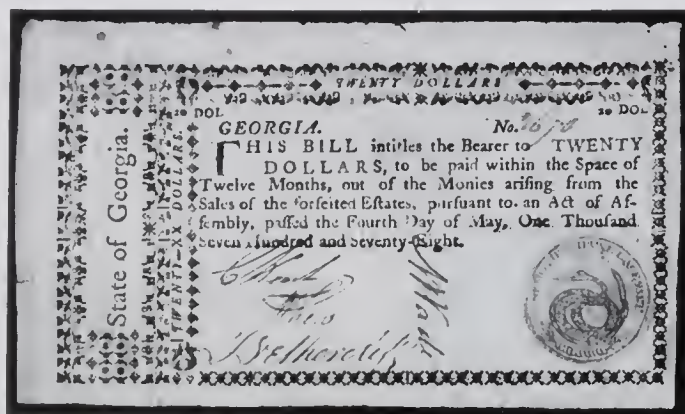 TWENTY DOLLARS
20 DOL
20 DOL
State of Georgia.
TWENTY-XX DOLLARS.
GEORGIA. No.
THIS BILL intitles the Bearer to TWENTY
DOLLARS, to be paid within the Space of
Twelve Months, out of the Monies arising from the
Sales of the forfeited Estates, pursuant to an Act of Aſ-
ſembly, paſſed the Fourth Day of May, One Thouſand
Seven Hundred and Seventy-Eight.